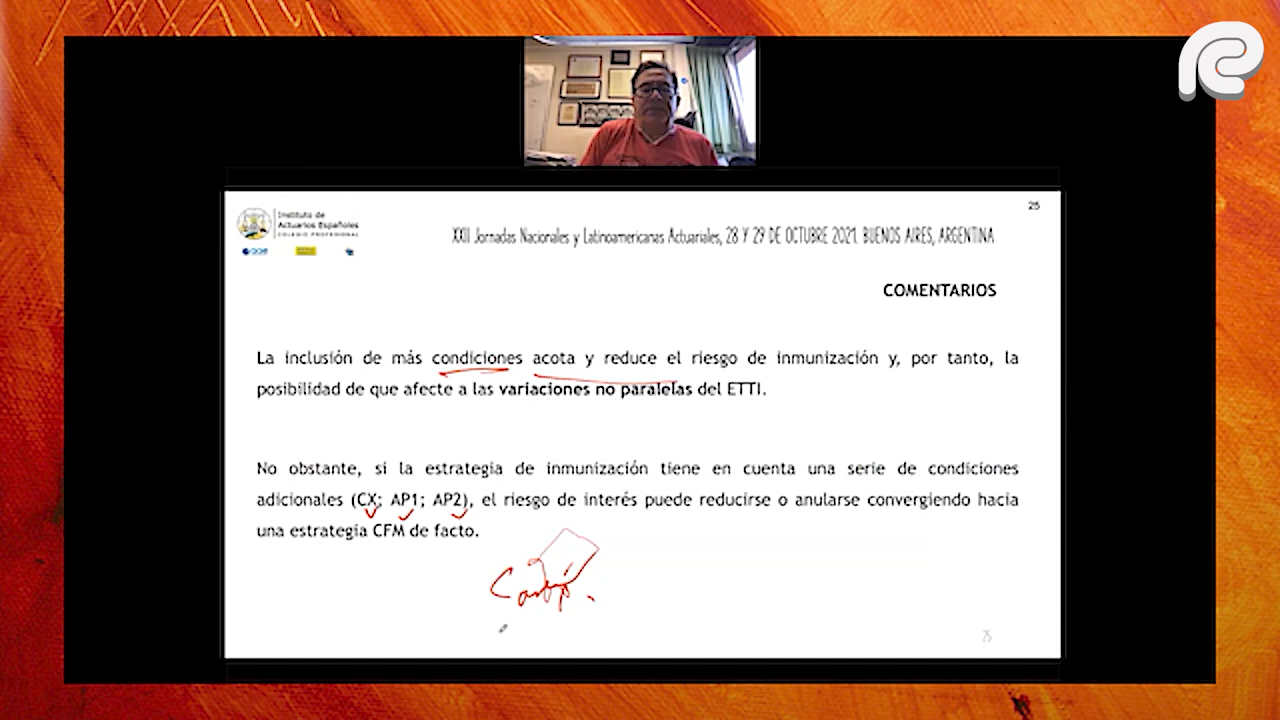 Instituto de
Actuarios Españoles
COLEGIO PROFESIONAL
25
XXII Jornadas Nacionales y Latinoamericanas Actuariales, 28 Y 29 DE OCTUBRE 2021. BUENOS AIRES, ARGENTINA
COMENTARIOS
La inclusión de más condiciones acota y reduce el riesgo de inmunización y, por tanto, la
posibilidad de que afecte a las variaciones no paralelas del ETTI.
No obstante, si la estrategia de inmunización tiene en cuenta una serie de condiciones
adicionales (CX; AP1; AP2), el riesgo de interés puede reducirse o anularse convergiendo hacia
una estrategia CFM de facto.
25